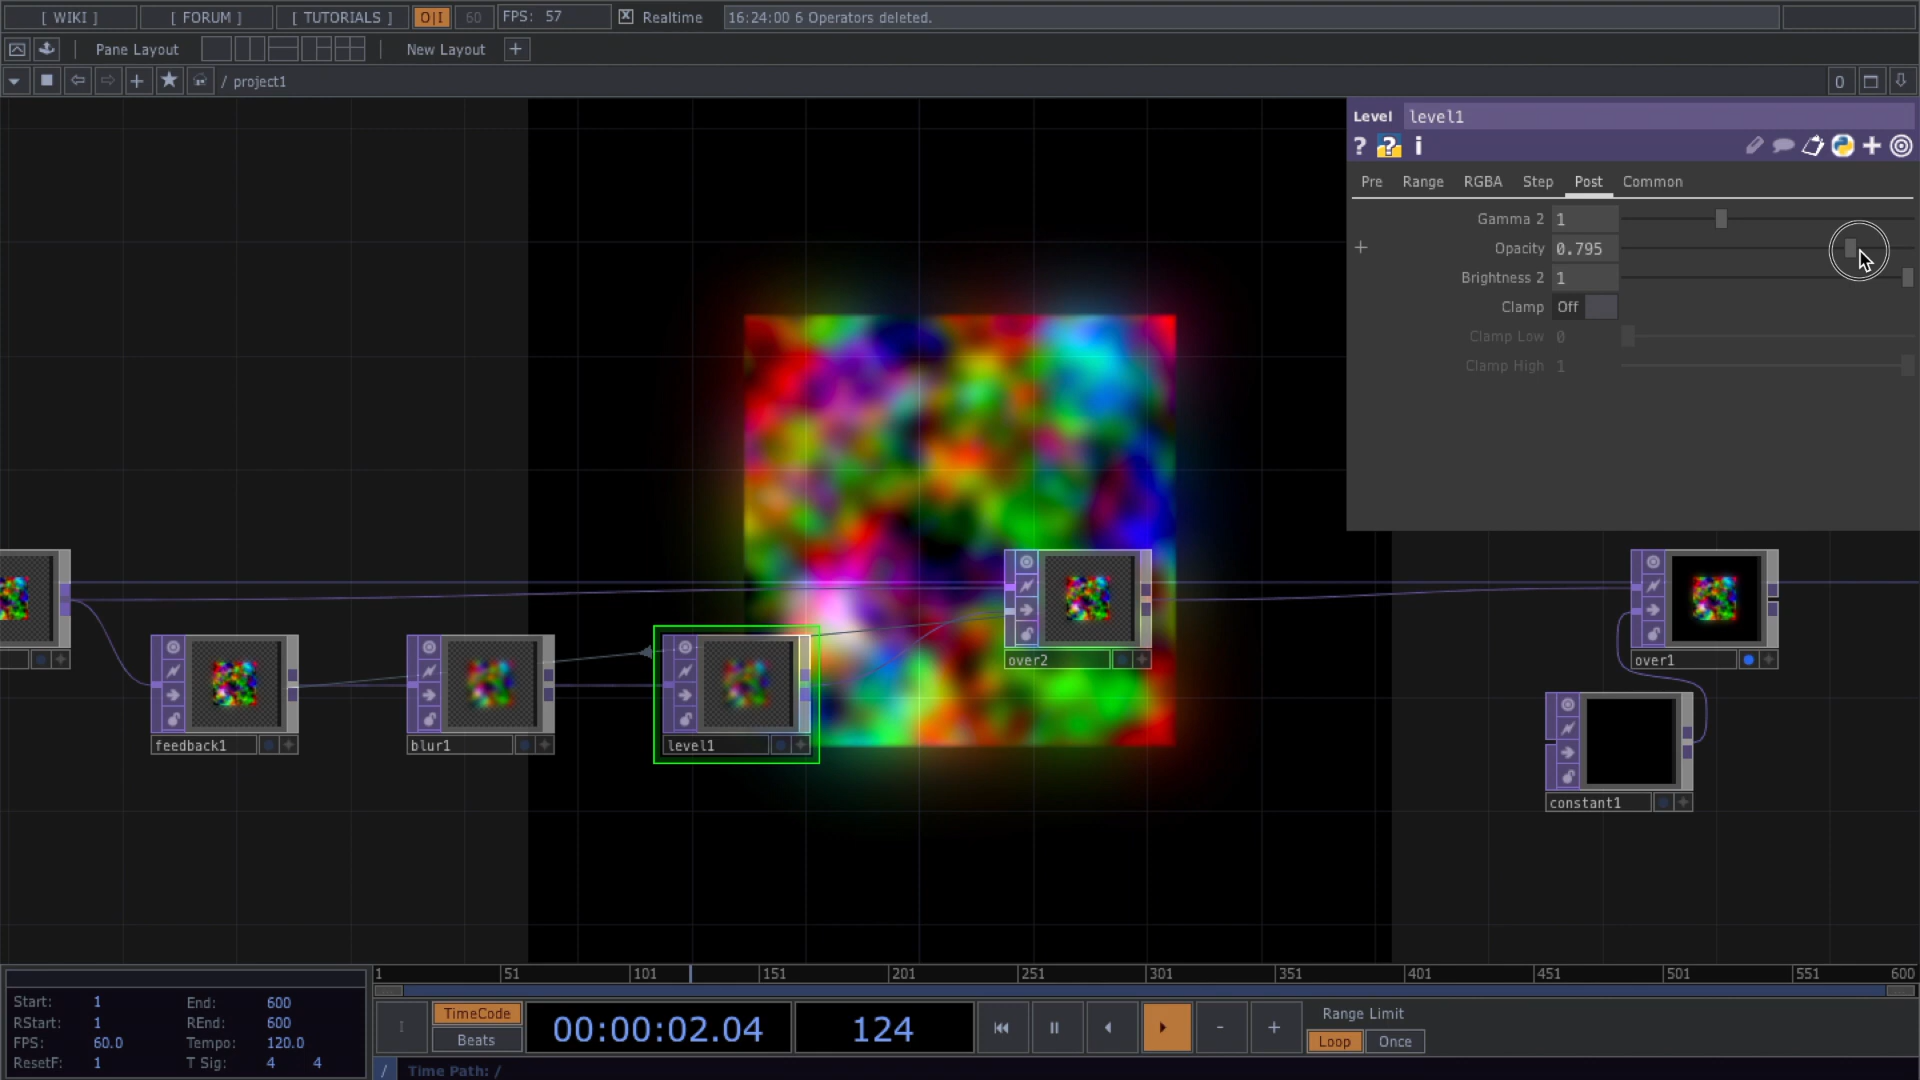 [ WIKI ] [ FORUM ] [ TUTORIALS ] O|I 60 FPS: 57 Realtime 16:24:00 6 Operators deleted.
Pane Layout New Layout +
/ project1 0
Level level1
? ? i
Pre Range RGBA Step Post Common
Gamma 2 1
+ Opacity 0.795
Brightness 2 1
Clamp Off
Clamp Low 0
Clamp High 1
over2
over1
feedback1
blur1
level1
constant1
1 51 101 151 201 251 301 351 401 451 501 551 600
Start: 1 End: 600
RStart: 1 REnd: 600
FPS: 60.0 Tempo: 120.0
ResetF: 1 T Sig: 4 4
TimeCode
Beats
00:00:02.04
124
- +
Range Limit
Loop Once
/ Time Path: /